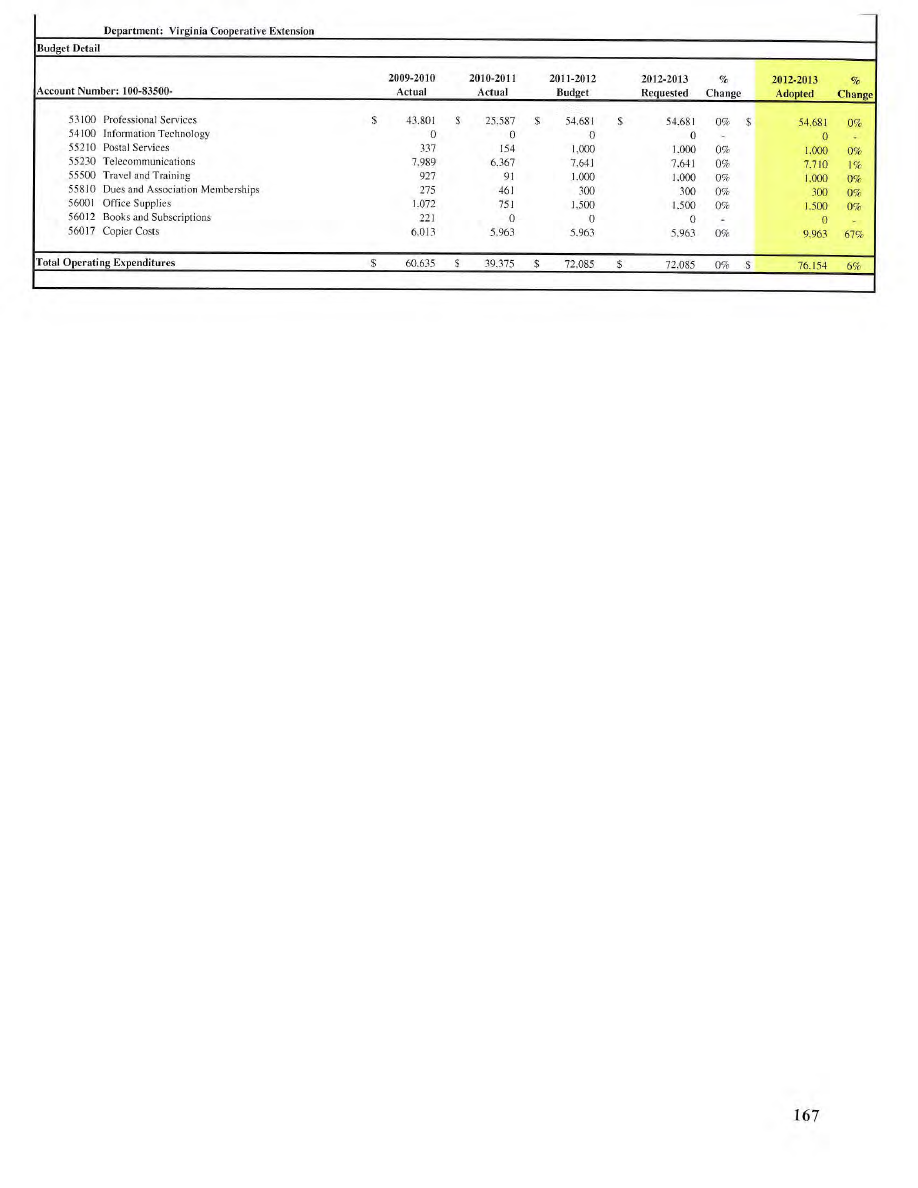 Department: Virginia Cooperative Extension
Budget Detail
2009-2010 2010-2011 2011-2012 2012-2013 % 2012-2013 %
Account Number: 100-83500- Actual Actual Budget Requested Change Adopted Change
53100 Professional Services $ 43,801 $ 25,587 $ 54,681 $ 54,681 0% $ 54,681 0%
54100 Information Technology 0 0 0 0 - 0 -
55210 Postal Services 337 154 1,000 1,000 0% 1,000 0%
55230 Telecommunications 7,989 6,367 7,641 7,641 0% 7,710 1%
55500 Travel and Training 927 91 1,000 1,000 0% 1,000 0%
55810 Dues and Association Memberships 275 461 300 300 0% 300 0%
56001 Office Supplies 1,072 751 1,500 1,500 0% 1,500 0%
56012 Books and Subscriptions 221 0 0 0 - 0 -
56017 Copier Costs 6,013 5,963 5,963 5,963 0% 9,963 67%
Total Operating Expenditures $ 60,635 $ 39,375 $ 72,085 $ 72,085 0% $ 76,154 6%
167